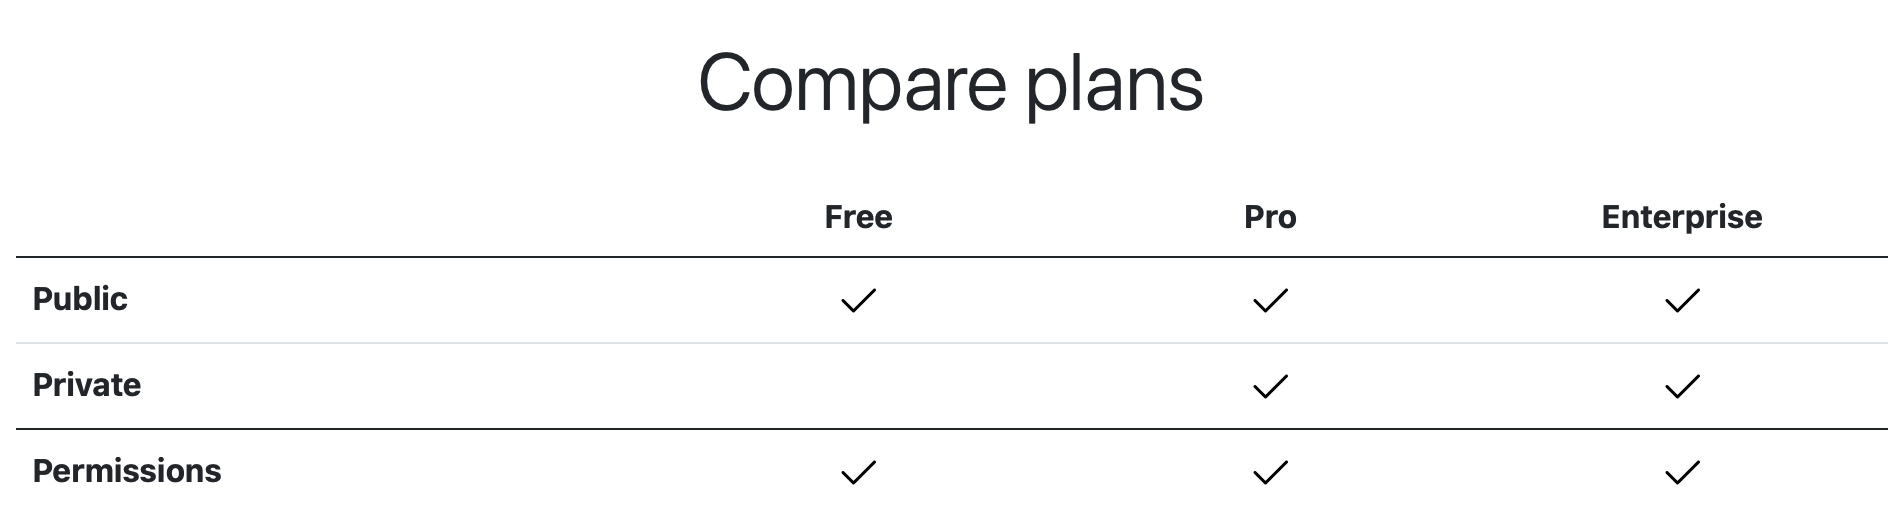 Compare plans
Free Pro Enterprise
Public
Private
Permissions